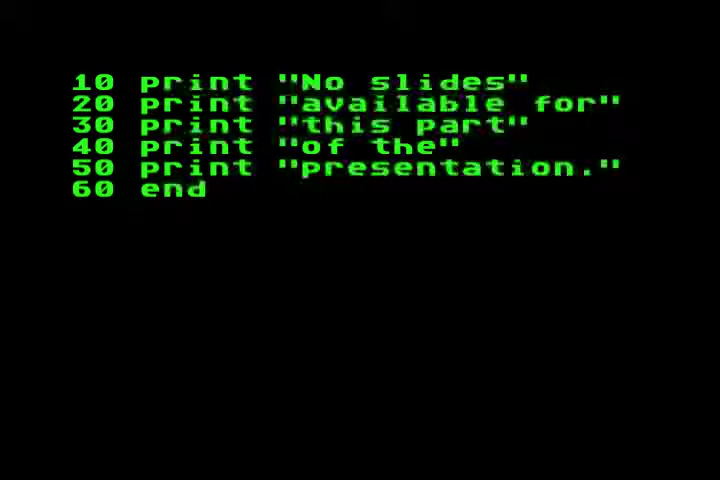 10 print "No slides"
20 print "available for"
30 print "this part"
40 print "of the"
50 print "presentation."
60 end